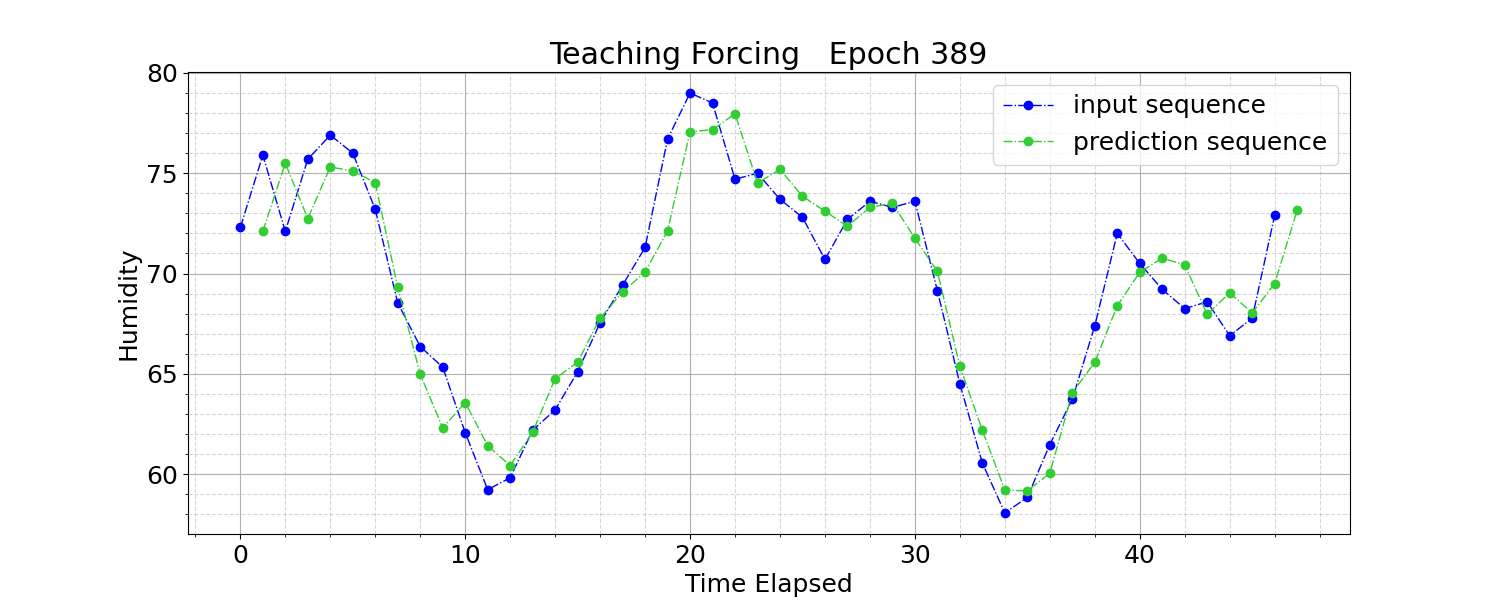 Teaching Forcing   Epoch 389
80
75
70
65
60
Humidity
input sequence
prediction sequence
0 10 20 30 40
Time Elapsed